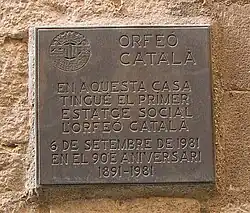 ORFEÓ
CATALÀ
EN AQUESTA CASA
TINGUÉ EL PRIMER
ESTATGE SOCIAL
L'ORFEÓ CATALÀ
6 DE SETEMBRE DE 1981
EN EL 90È ANIVERSARI
1891-1981